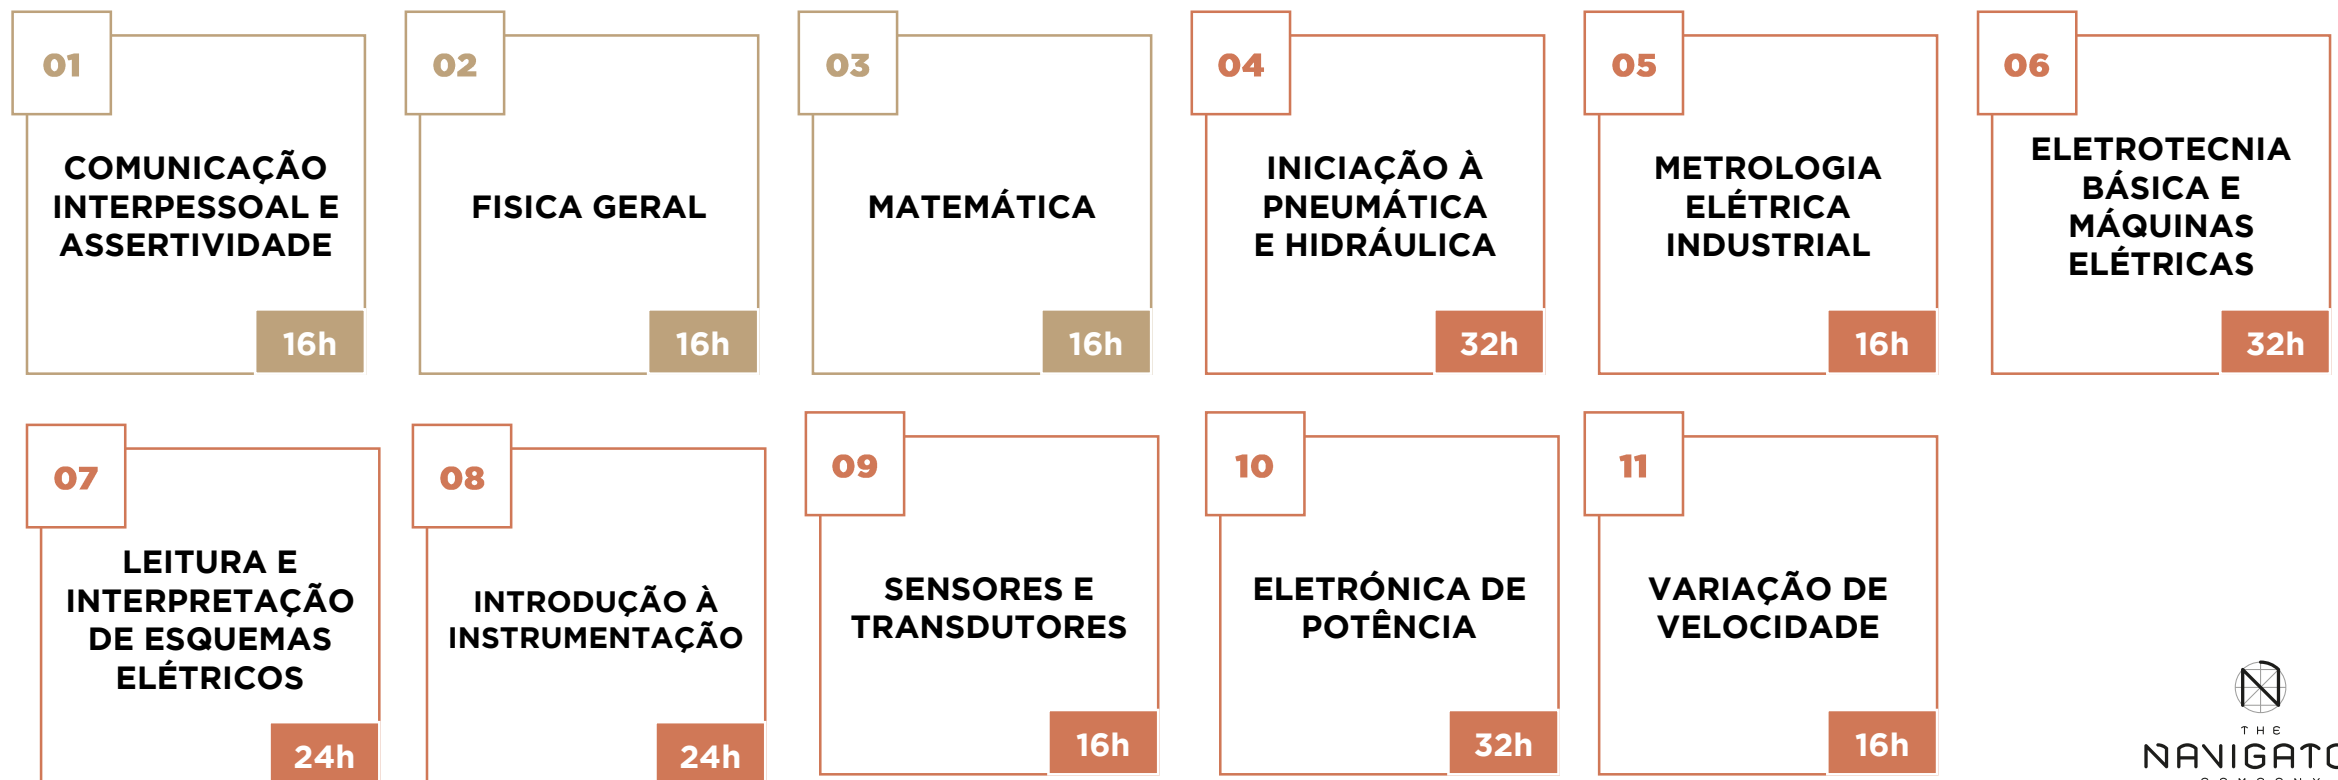 01
COMUNICAÇÃO
INTERPESSOAL E
ASSERTIVIDADE
16h
02
FISICA GERAL
16h
03
MATEMÁTICA
16h
04
INICIAÇÃO À
PNEUMÁTICA
E HIDRÁULICA
32h
05
METROLOGIA
ELÉTRICA
INDUSTRIAL
16h
06
ELETROTECNIA
BÁSICA E
MÁQUINAS
ELÉTRICAS
32h
07
LEITURA E
INTERPRETAÇÃO
DE ESQUEMAS
ELÉTRICOS
24h
08
INTRODUÇÃO À
INSTRUMENTAÇÃO
24h
09
SENSORES E
TRANSDUTORES
16h
10
ELETRÓNICA DE
POTÊNCIA
32h
11
VARIAÇÃO DE
VELOCIDADE
16h
THE
NAVIGATO